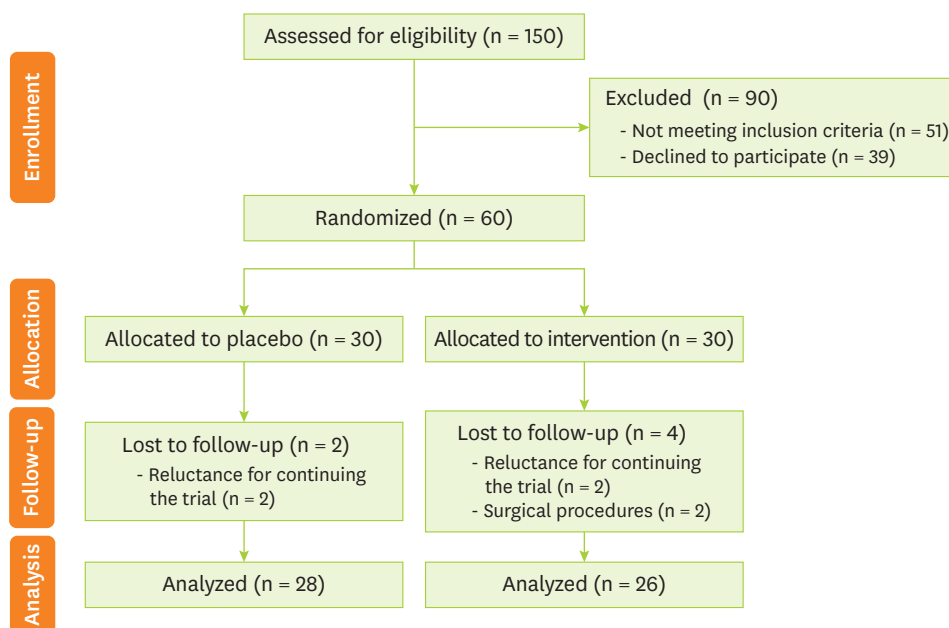 Enrollment
Assessed for eligibility (n = 150)
Excluded (n = 90)
- Not meeting inclusion criteria (n = 51)
- Declined to participate (n = 39)
Randomized (n = 60)
Allocation
Allocated to placebo (n = 30)
Allocated to intervention (n = 30)
Follow-up
Lost to follow-up (n = 2)
- Reluctance for continuing
the trial (n = 2)
Lost to follow-up (n = 4)
- Reluctance for continuing
the trial (n = 2)
- Surgical procedures (n = 2)
Analysis
Analyzed (n = 28)
Analyzed (n = 26)